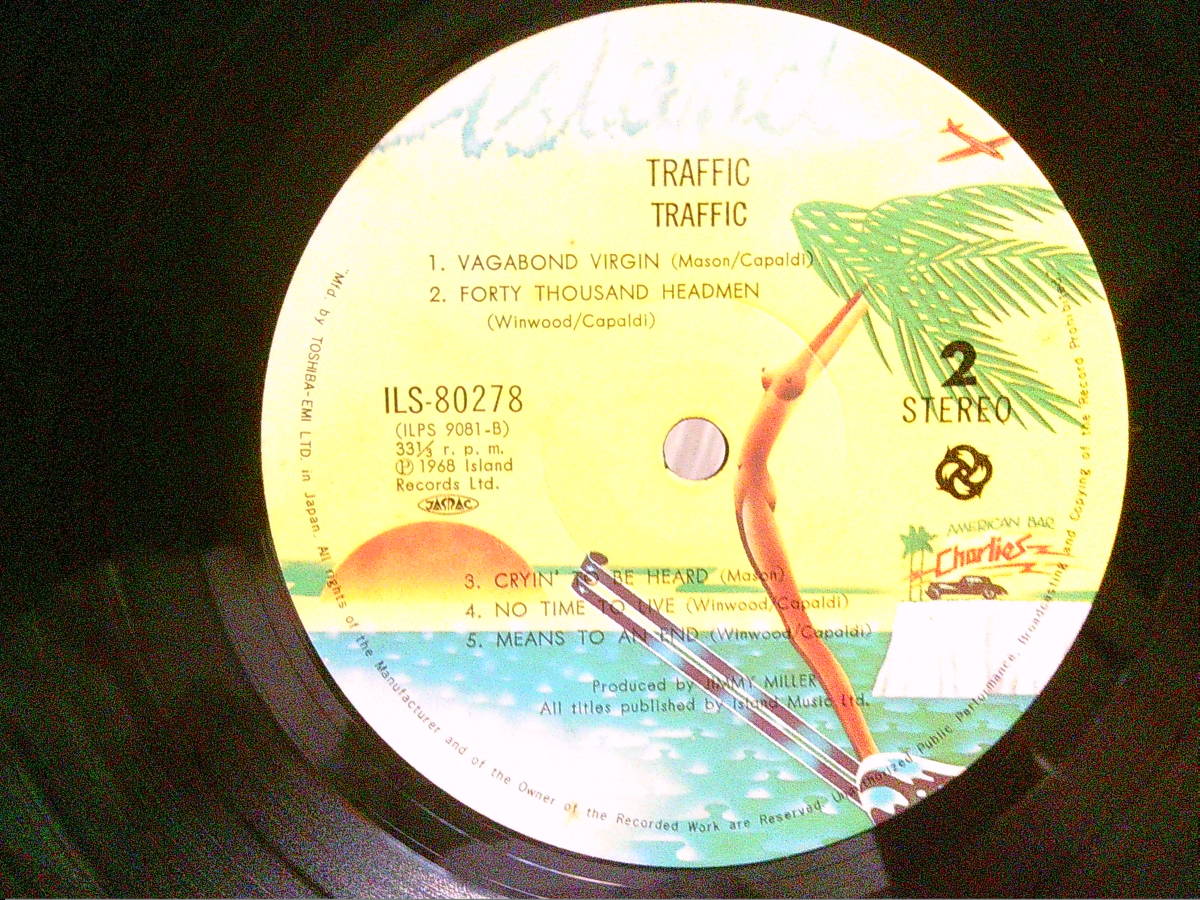 Island
TRAFFIC
TRAFFIC
1. VAGABOND VIRGIN (Mason/Capaldi)
2. FORTY THOUSAND HEADMEN
(Winwood/Capaldi)
ILS-80278
(ILPS 9081-B)
33⅓ r. p. m.
Ⓟ 1968 Island
Records Ltd.
JASRAC
2
STEREO
AMERICAN BAR
Charlies
3. CRYIN' TO BE HEARD (Mason)
4. NO TIME TO LIVE (Winwood/Capaldi)
5. MEANS TO AN END (Winwood/Capaldi)
Produced by JIMMY MILLER
All titles published by Island Music Ltd.
"Mfd. by TOSHIBA-EMI LTD. in Japan. All rights of the Manufacturer and of the Owner of the Recorded Work are Reserved. Unauthorized Public Performance, Broadcasting and Copying of the Record Prohibited."